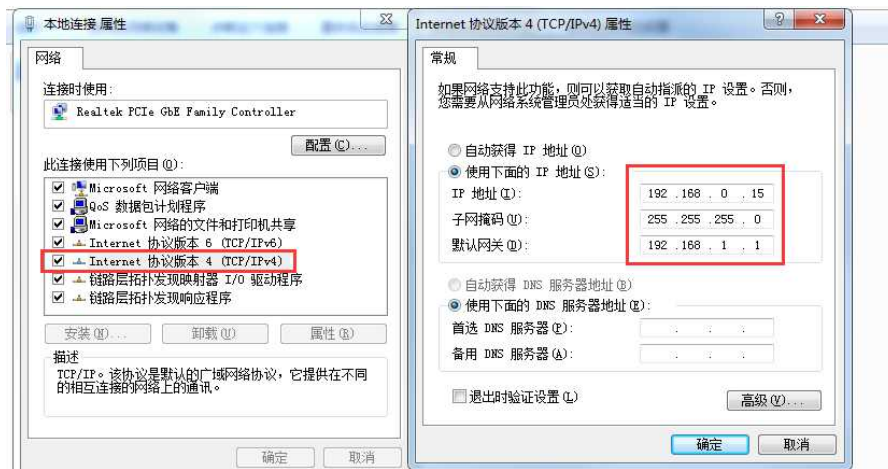 本地连接 属性
网络
连接时使用:
Realtek PCIe GbE Family Controller
配置(C)...
此连接使用下列项目(O):
Microsoft 网络客户端
QoS 数据包计划程序
Microsoft 网络的文件和打印机共享
Internet 协议版本 6 (TCP/IPv6)
Internet 协议版本 4 (TCP/IPv4)
链路层拓扑发现映射器 I/O 驱动程序
链路层拓扑发现响应程序
安装(N)... 卸载(U) 属性(R)
描述
TCP/IP。该协议是默认的广域网络协议，它提供在不同
的相互连接的网络上的通讯。
确定 取消
Internet 协议版本 4 (TCP/IPv4) 属性
常规
如果网络支持此功能，则可以获取自动指派的 IP 设置。否则，
您需要从网络系统管理员处获得适当的 IP 设置。
自动获得 IP 地址(O)
使用下面的 IP 地址(S):
IP 地址(I): 192 .168 . 0 . 15
子网掩码(U): 255 .255 .255 . 0
默认网关(D): 192 .168 . 1 . 1
自动获得 DNS 服务器地址(B)
使用下面的 DNS 服务器地址(E):
首选 DNS 服务器(P): . . .
备用 DNS 服务器(A): . . .
退出时验证设置(L)
高级(V)...
确定 取消